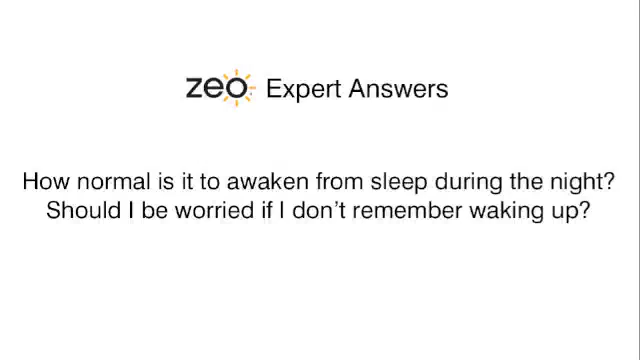 zeo Expert Answers
How normal is it to awaken from sleep during the night?
Should I be worried if I don't remember waking up?